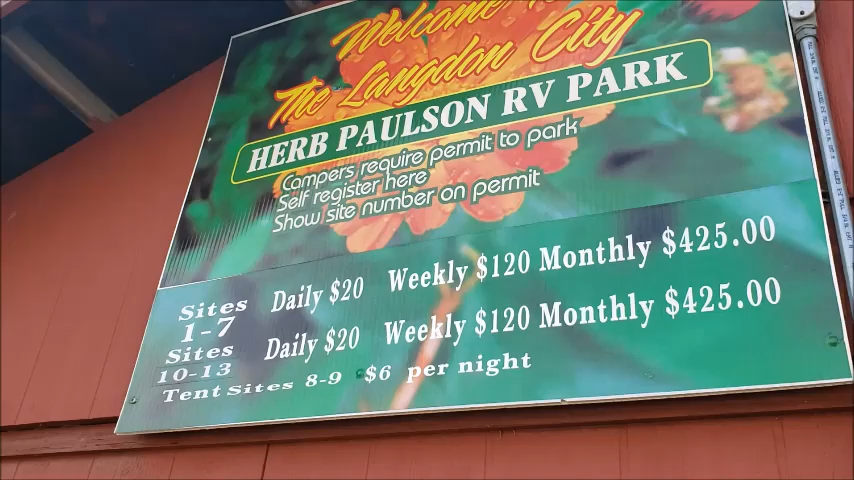 Welcome
The Langdon City
HERB PAULSON RV PARK
Campers require permit to park
Self register here
Show site number on permit
Sites 1-7 Daily $20 Weekly $120 Monthly $425.00
Sites 10-13 Daily $20 Weekly $120 Monthly $425.00
Tent Sites 8-9 $6 per night